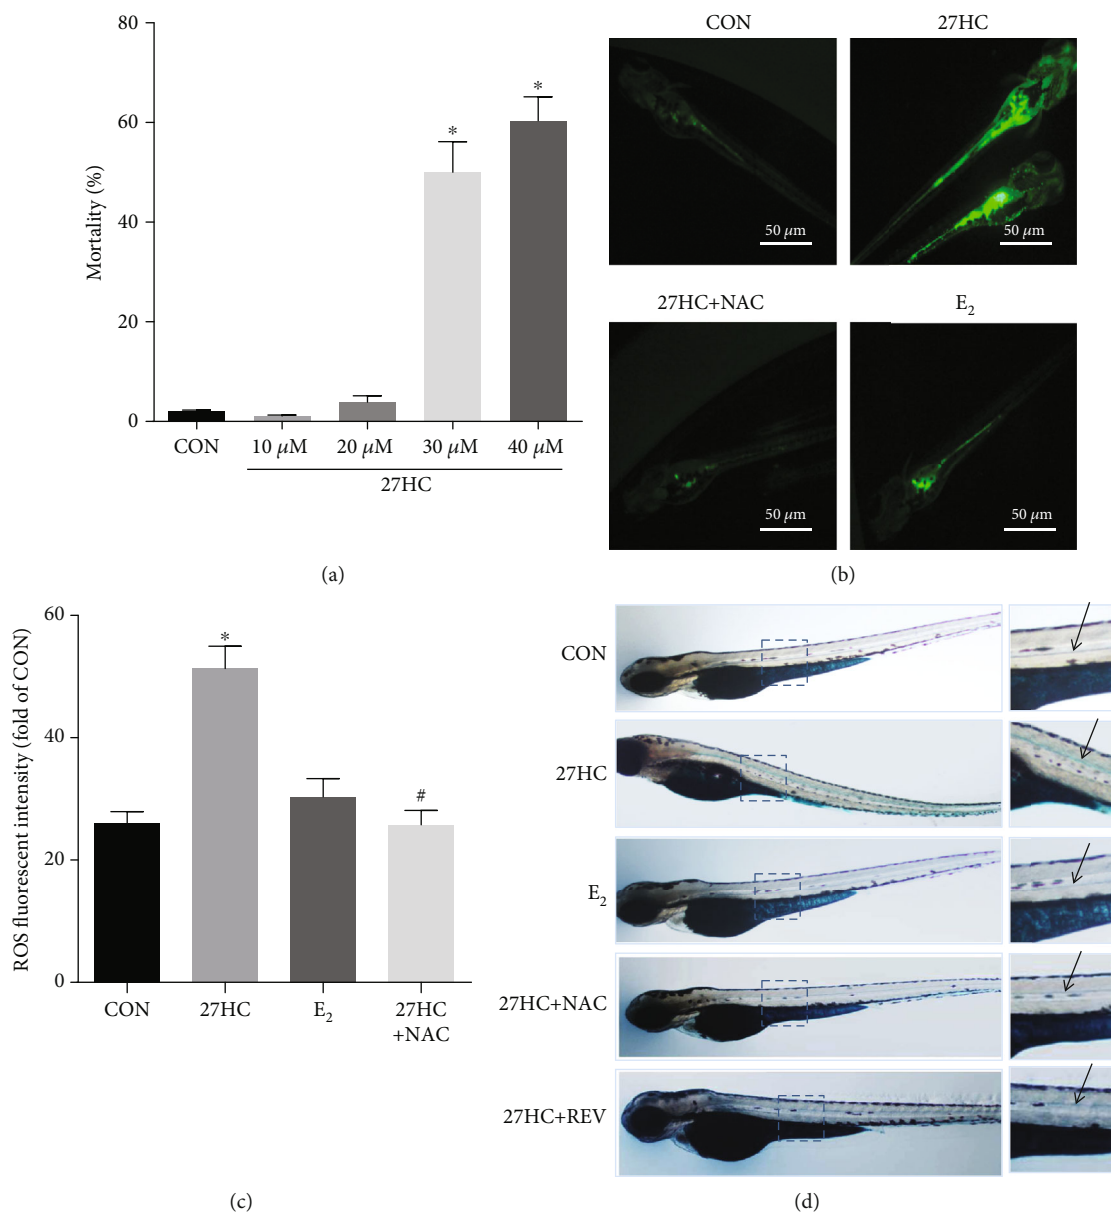 80
60
40
20
0
Mortality (%)
*
*
CON
10 μM
20 μM
30 μM
40 μM
27HC
(a)
CON
27HC
50 μm
50 μm
27HC+NAC
E₂
50 μm
50 μm
(b)
60
40
20
0
ROS fluorescent intensity (fold of CON)
*
#
CON
27HC
E₂
27HC
+NAC
(c)
CON
27HC
E₂
27HC+NAC
27HC+REV
(d)